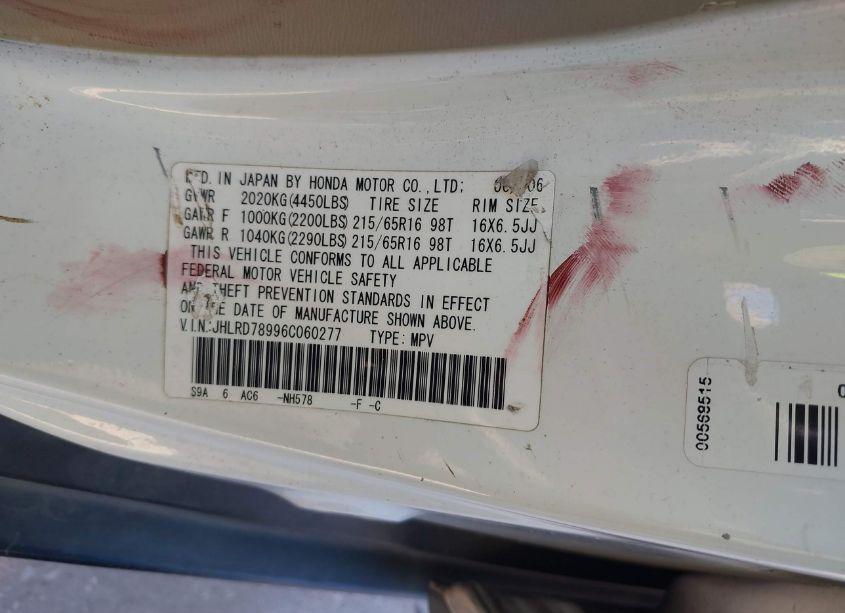 MFD. IN JAPAN BY HONDA MOTOR CO.,LTD;
GVWR 2020KG(4450LBS) TIRE SIZE RIM SIZE
GAWR F 1000KG(2200LBS) 215/65R16 98T 16X6.5JJ
GAWR R 1040KG(2290LBS) 215/65R16 98T 16X6.5JJ
THIS VEHICLE CONFORMS TO ALL APPLICABLE
FEDERAL MOTOR VEHICLE SAFETY
AND THEFT PREVENTION STANDARDS IN EFFECT
ON THE DATE OF MANUFACTURE SHOWN ABOVE.
V.I.N.:JHLRD78996C060277 TYPE: MPV
S9A 6 AC6 -NH578 -F -C
00569515